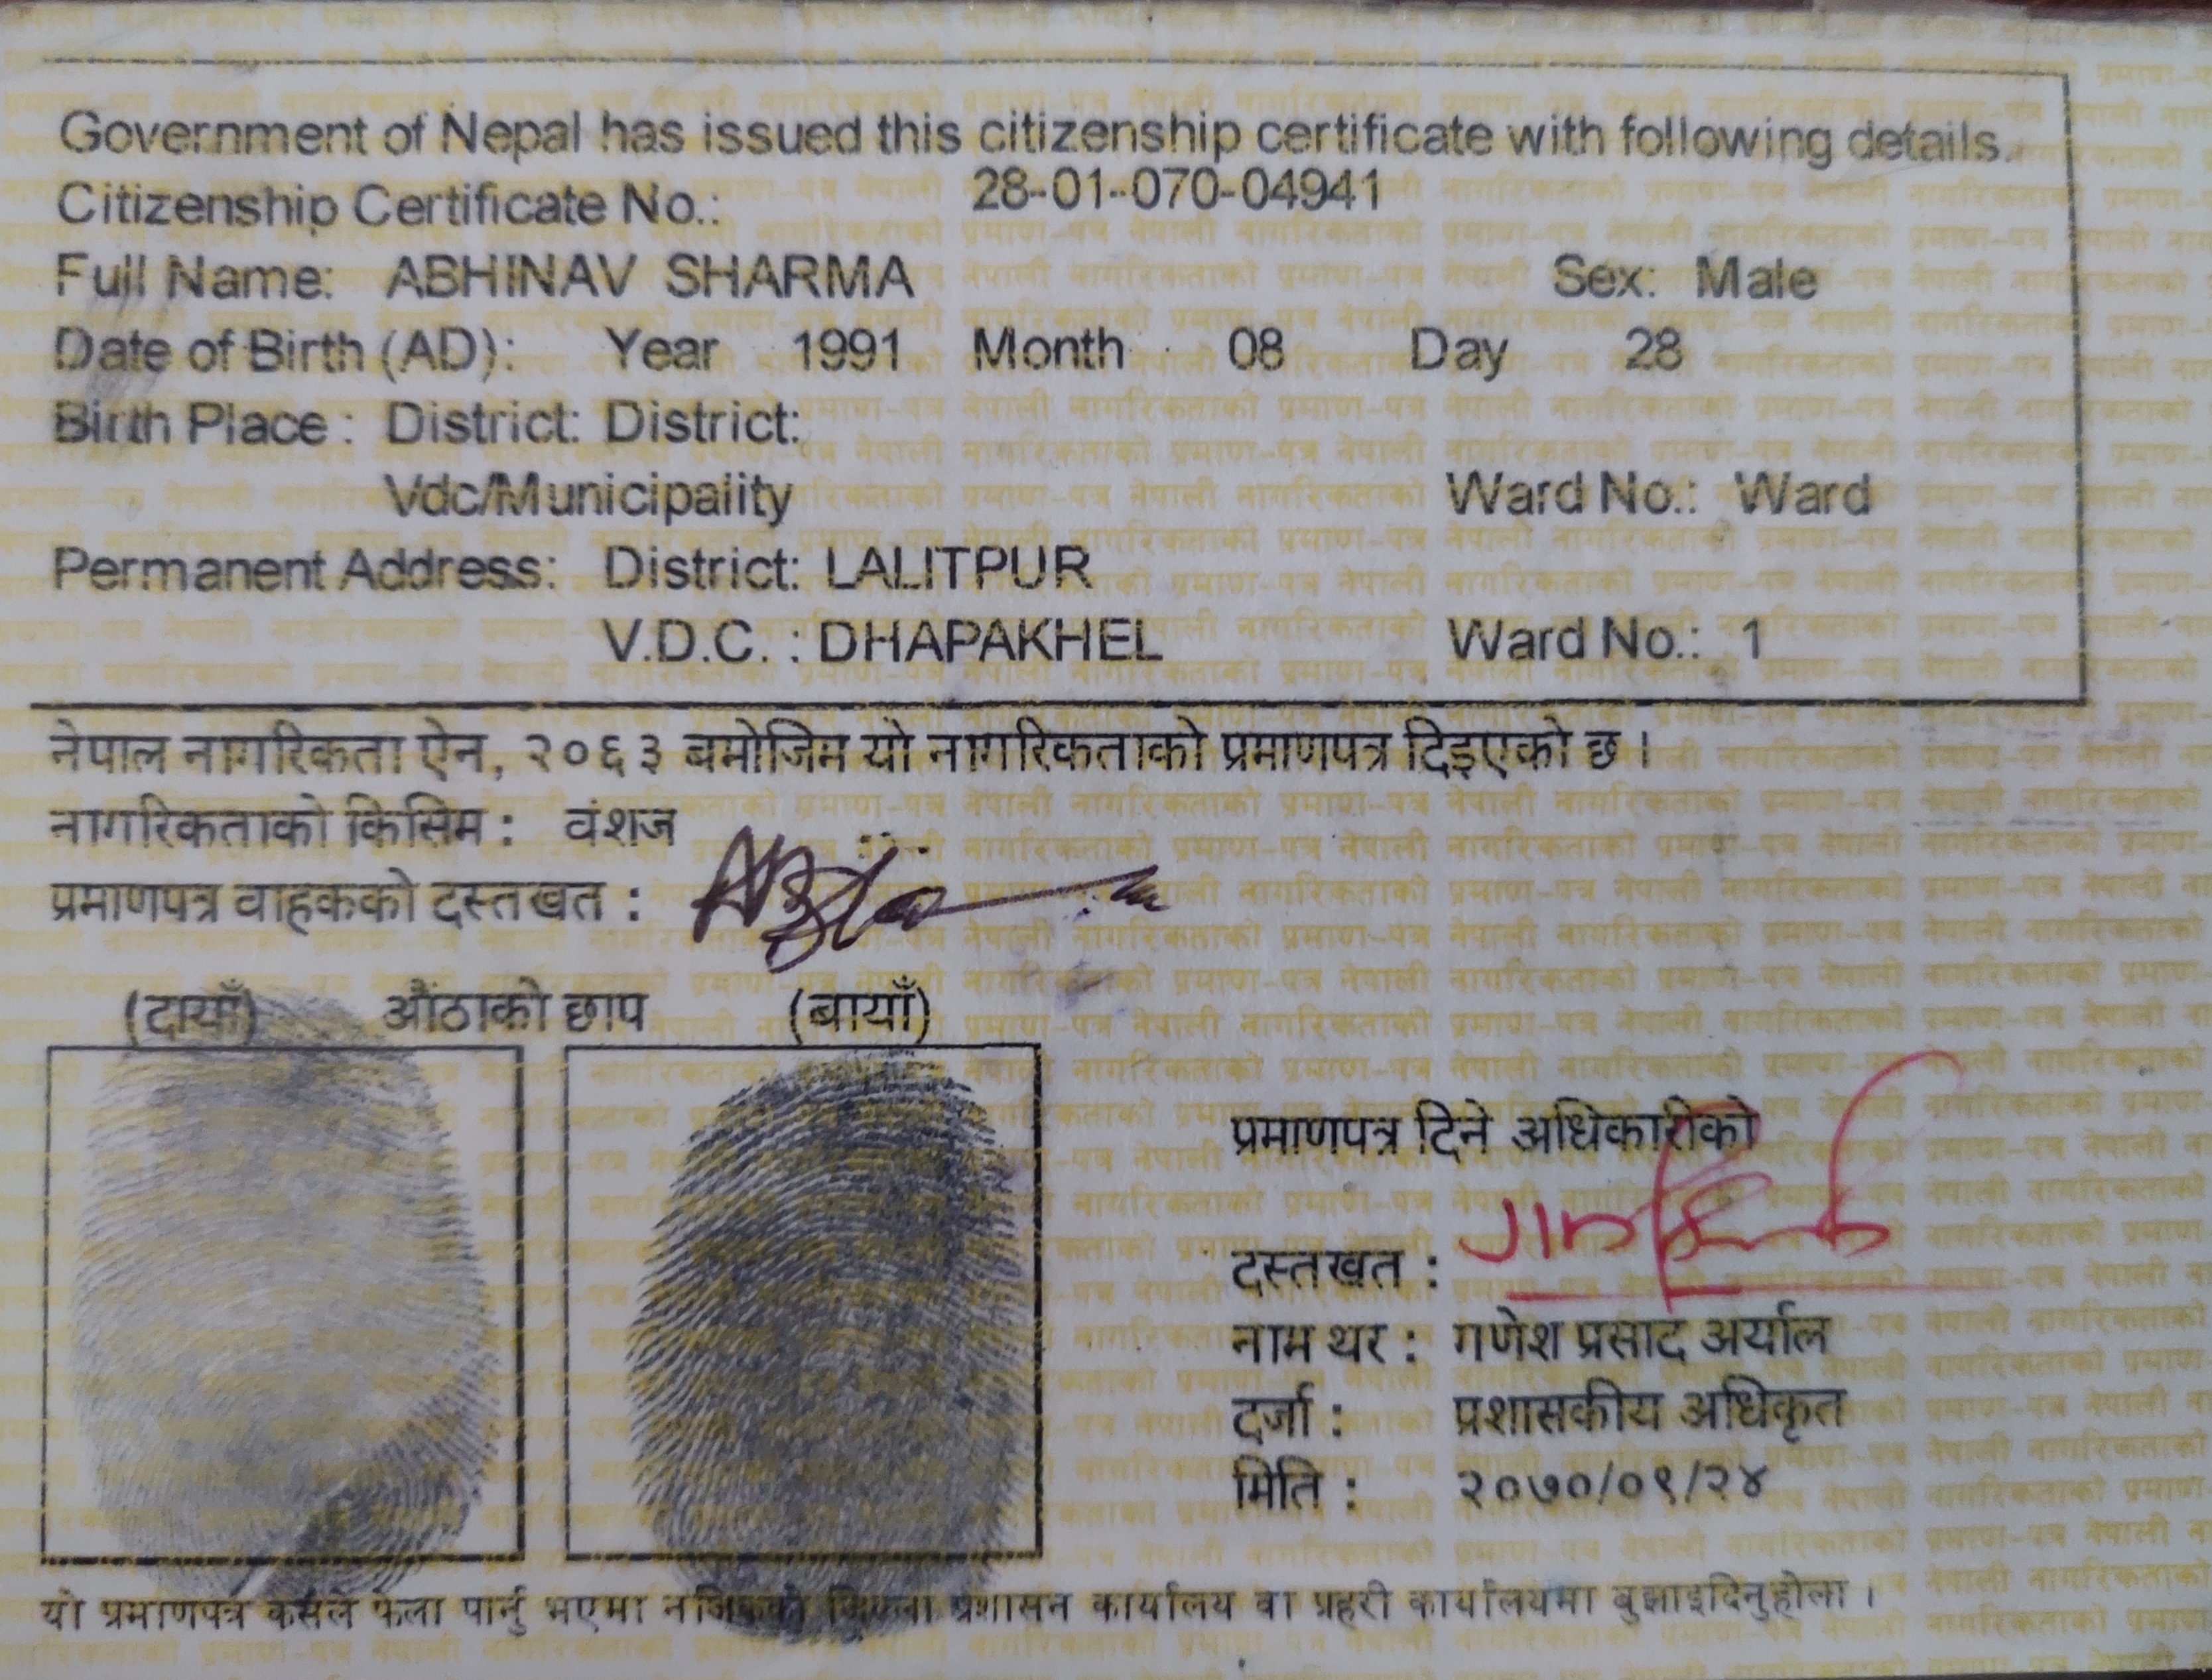 Government of Nepal has issued this citizenship certificate with following details.
Citizenship Certificate No.: 28-01-070-04941
Full Name: ABHINAV SHARMA Sex: Male
Date of Birth (AD): Year 1991 Month 08 Day 28
Birth Place : District: District:
Vdc/Municipality Ward No.: Ward
Permanent Address: District: LALITPUR
V.D.C. : DHAPAKHEL Ward No.: 1
नेपाल नागरिकता ऐन, २०६३ बमोजिम यो नागरिकताको प्रमाणपत्र दिइएको छ ।
नागरिकताको किसिम : वंशज
प्रमाणपत्र वाहकको दस्तखत :
(दायाँ) औंठाको छाप (बायाँ)
प्रमाणपत्र दिने अधिकारीको
दस्तखत :
नाम थर : गणेश प्रसाद अर्याल
दर्जा : प्रशासकीय अधिकृत
मिति : २०७०/०९/२४
यो प्रमाणपत्र कसैले फेला पार्नु भएमा नजिकको जिल्ला प्रशासन कार्यालय वा प्रहरी कार्यालयमा बुझाइदिनुहोला ।